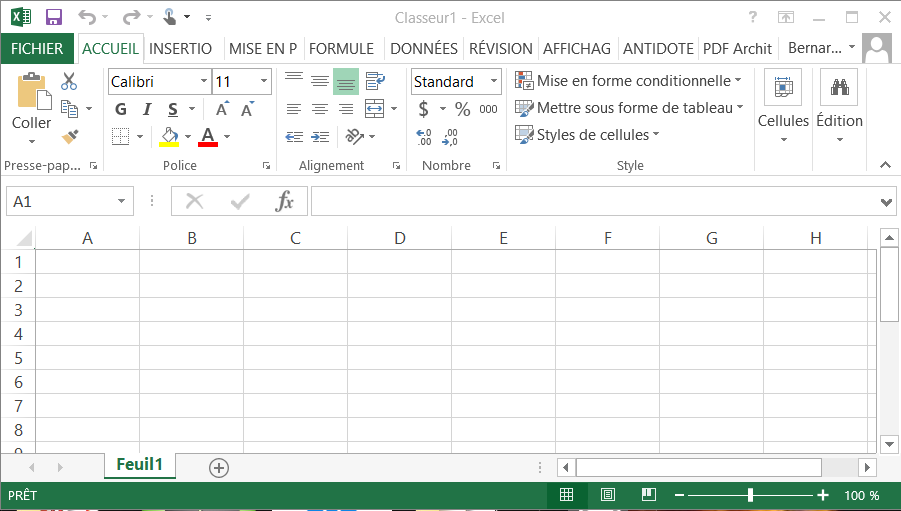 Classeur1 - Excel
?
FICHIER ACCUEIL INSERTIO MISE EN P FORMULE DONNÉES RÉVISION AFFICHAG ANTIDOTE PDF Archit Bernar...
Coller
Calibri 11
Standard
Mise en forme conditionnelle
G I S A A
$ % 000
Mettre sous forme de tableau
Cellules Édition
A
,0 ,00
,00 ,0
Styles de cellules
Presse-pap... Police Alignement Nombre Style
A1 fx
A B C D E F G H
1
2
3
4
5
6
7
8
9
Feuil1
PRÊT 100 %